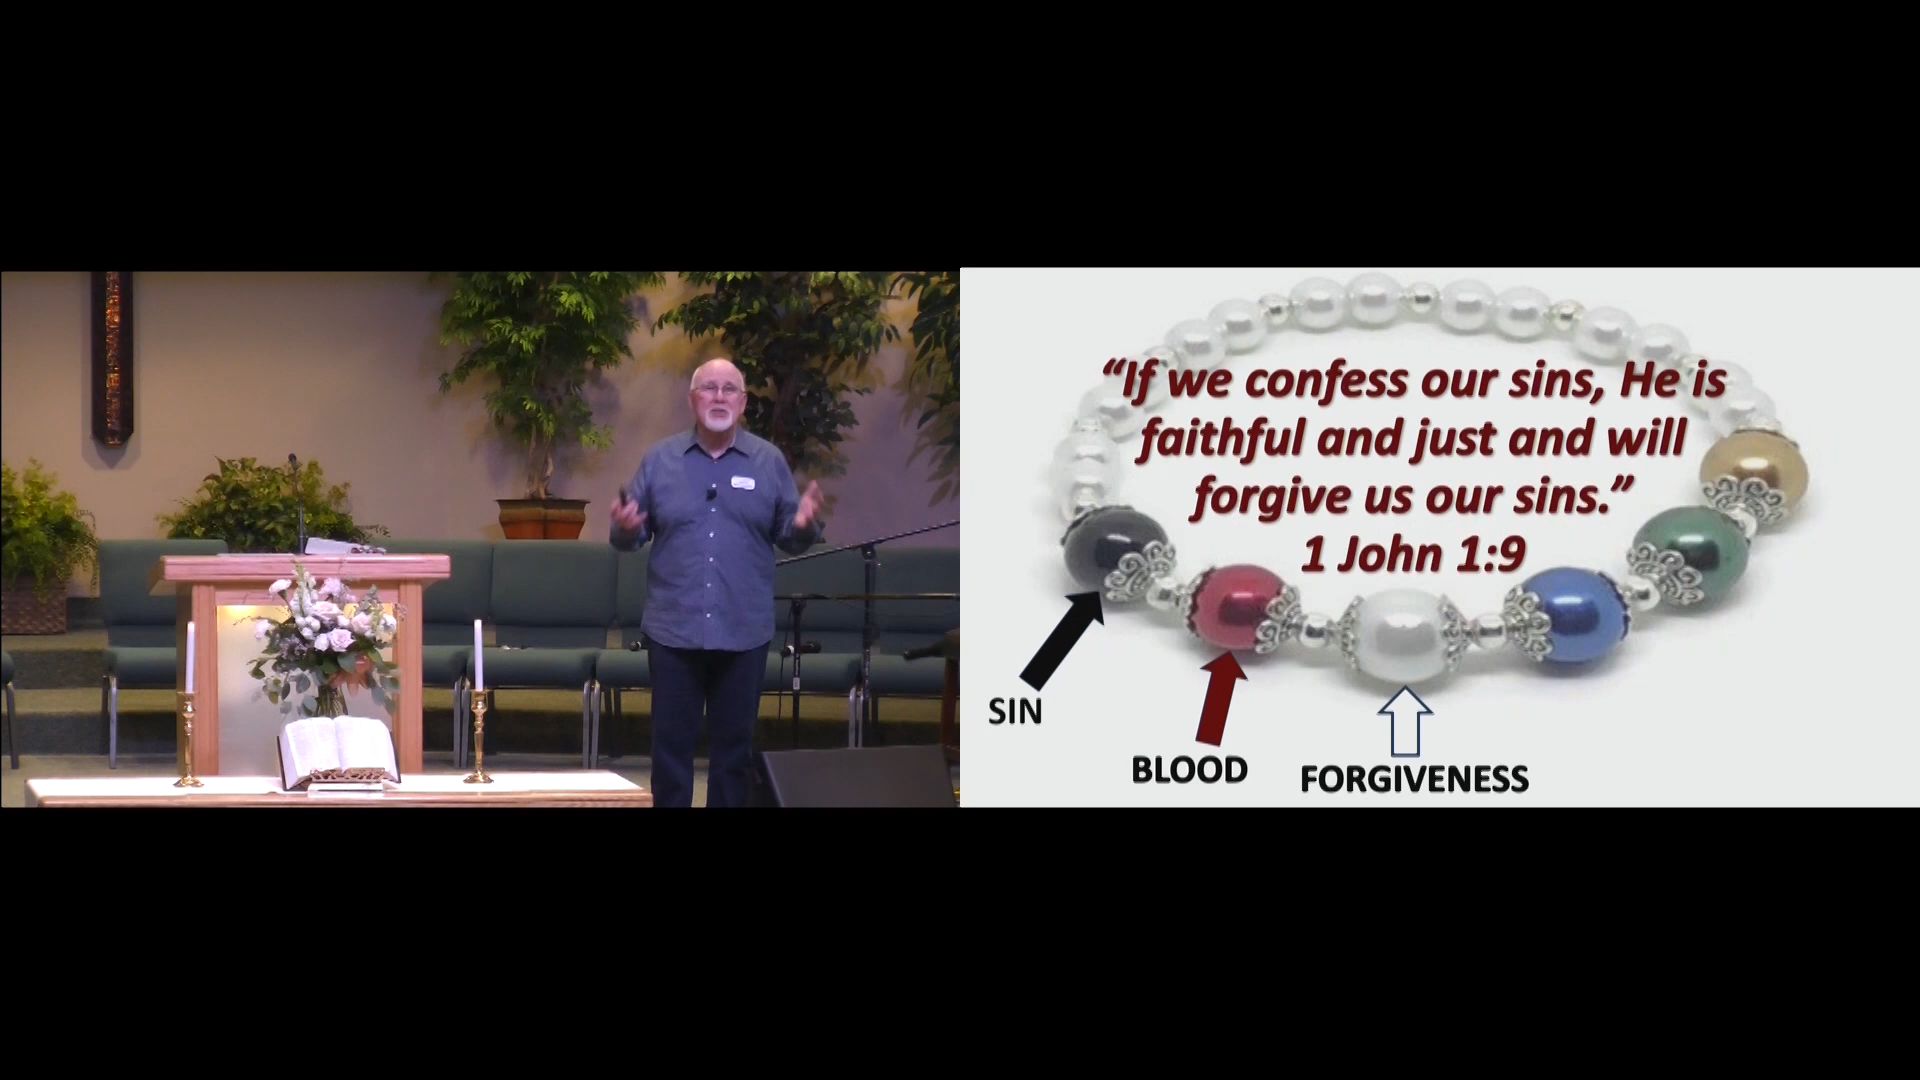 “If we confess our sins, He is
faithful and just and will
forgive us our sins.”
1 John 1:9
SIN
BLOOD
FORGIVENESS